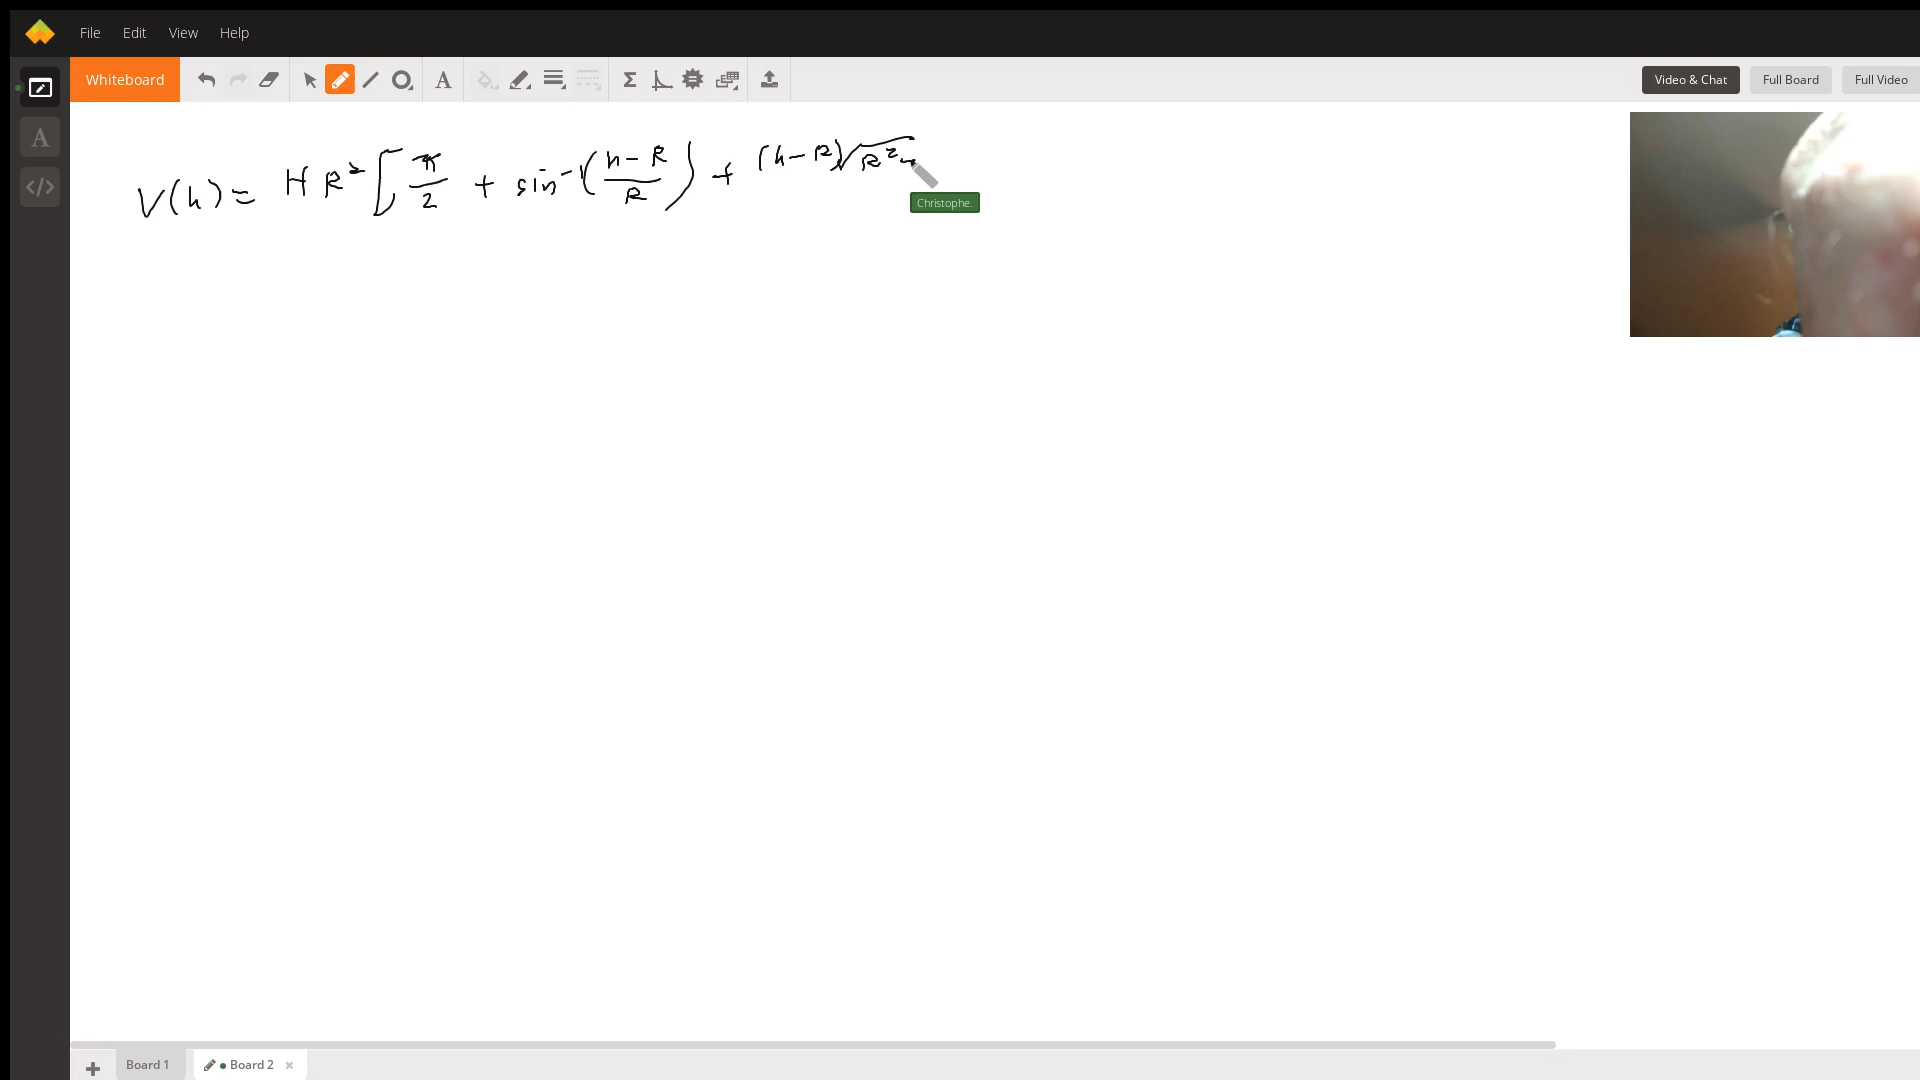 File Edit View Help
Whiteboard A Σ Video & Chat Full Board Full Video
A
</>
V(h) = H R² [ π/2 + sin⁻¹( (h-R)/R ) + (h-R)√R²-
Christophe.
Board 1 Board 2